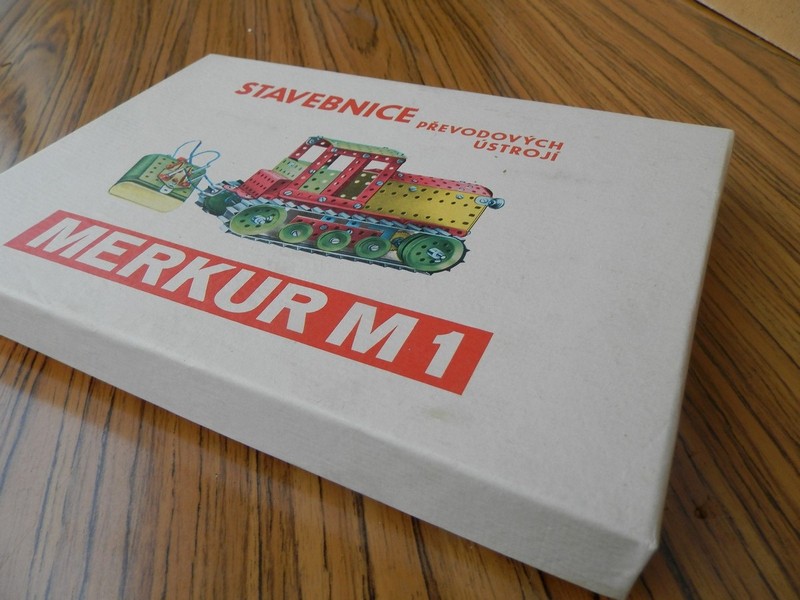 STAVEBNICE
PŘEVODOVÝCH
ÚSTROJÍ
MERKUR M 1